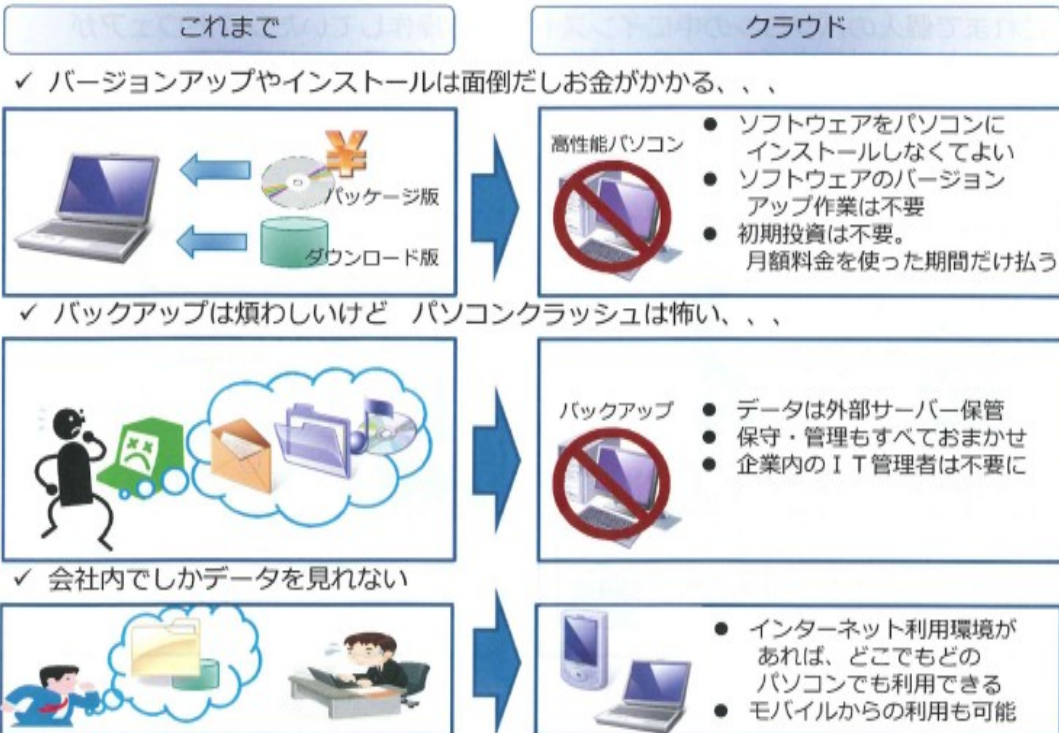 これまで
クラウド
✓ バージョンアップやインストールは面倒だしお金がかかる、、、
¥
パッケージ版
ダウンロード版
高性能パソコン
● ソフトウェアをパソコンに
インストールしなくてよい
● ソフトウェアのバージョン
アップ作業は不要
● 初期投資は不要。
月額料金を使った期間だけ払う
✓ バックアップは煩わしいけど パソコンクラッシュは怖い、、、
バックアップ
● データは外部サーバー保管
● 保守・管理もすべておまかせ
● 企業内のIT管理者は不要に
✓ 会社内でしかデータを見れない
● インターネット利用環境が
あれば、どこでもどの
パソコンでも利用できる
● モバイルからの利用も可能